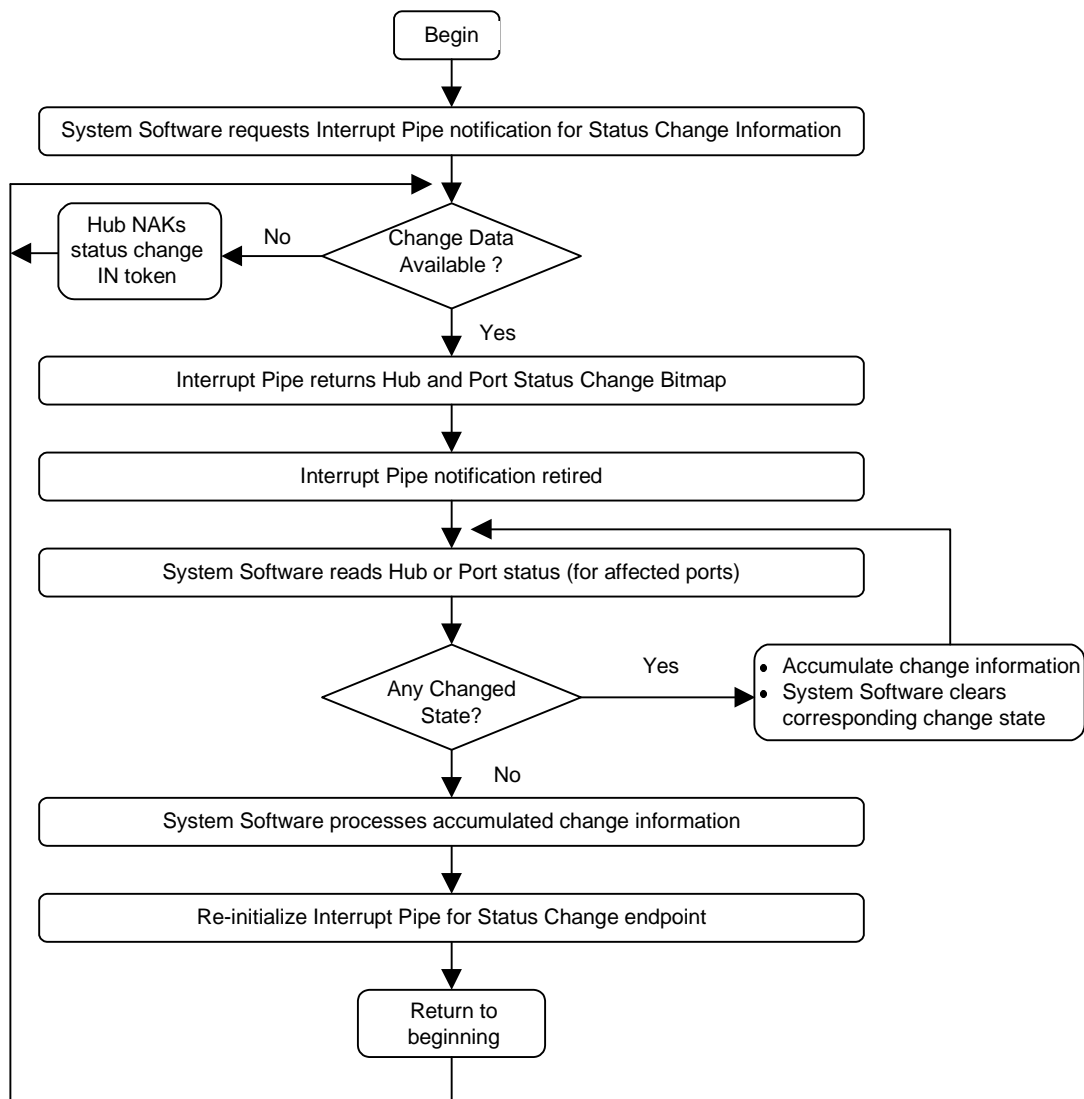 Begin
System Software requests Interrupt Pipe notification for Status Change Information
Hub NAKs
status change
IN token
No
Change Data
Available ?
Yes
Interrupt Pipe returns Hub and Port Status Change Bitmap
Interrupt Pipe notification retired
System Software reads Hub or Port status (for affected ports)
Any Changed
State?
Yes
• Accumulate change information
• System Software clears
corresponding change state
No
System Software processes accumulated change information
Re-initialize Interrupt Pipe for Status Change endpoint
Return to
beginning